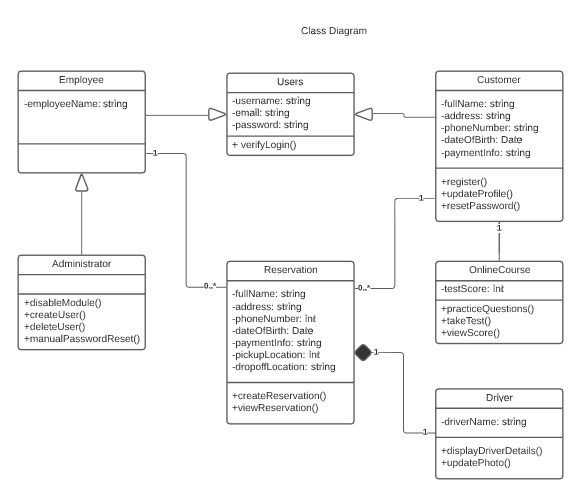 Class Diagram
Employee
-employeeName: string
Users
-username: string
-email: string
-password: string
+ verifyLogin()
Customer
-fullName: string
-address: string
-phoneNumber: string
-dateOfBirth: Date
-paymentInfo: string
+register()
+updateProfile()
+resetPassword()
1
1
1
Administrator
+disableModule()
+createUser()
+deleteUser()
+manualPasswordReset()
0..*
Reservation
-fullName: string
-address: string
-phoneNumber: int
-dateOfBirth: Date
-paymentInfo: string
-pickupLocation: int
-dropoffLocation: string
+createReservation()
+viewReservation()
0..*
OnlineCourse
-testScore: int
+practiceQuestions()
+takeTest()
+viewScore()
1
1
Driver
-driverName: string
+displayDriverDetails()
+updatePhoto()